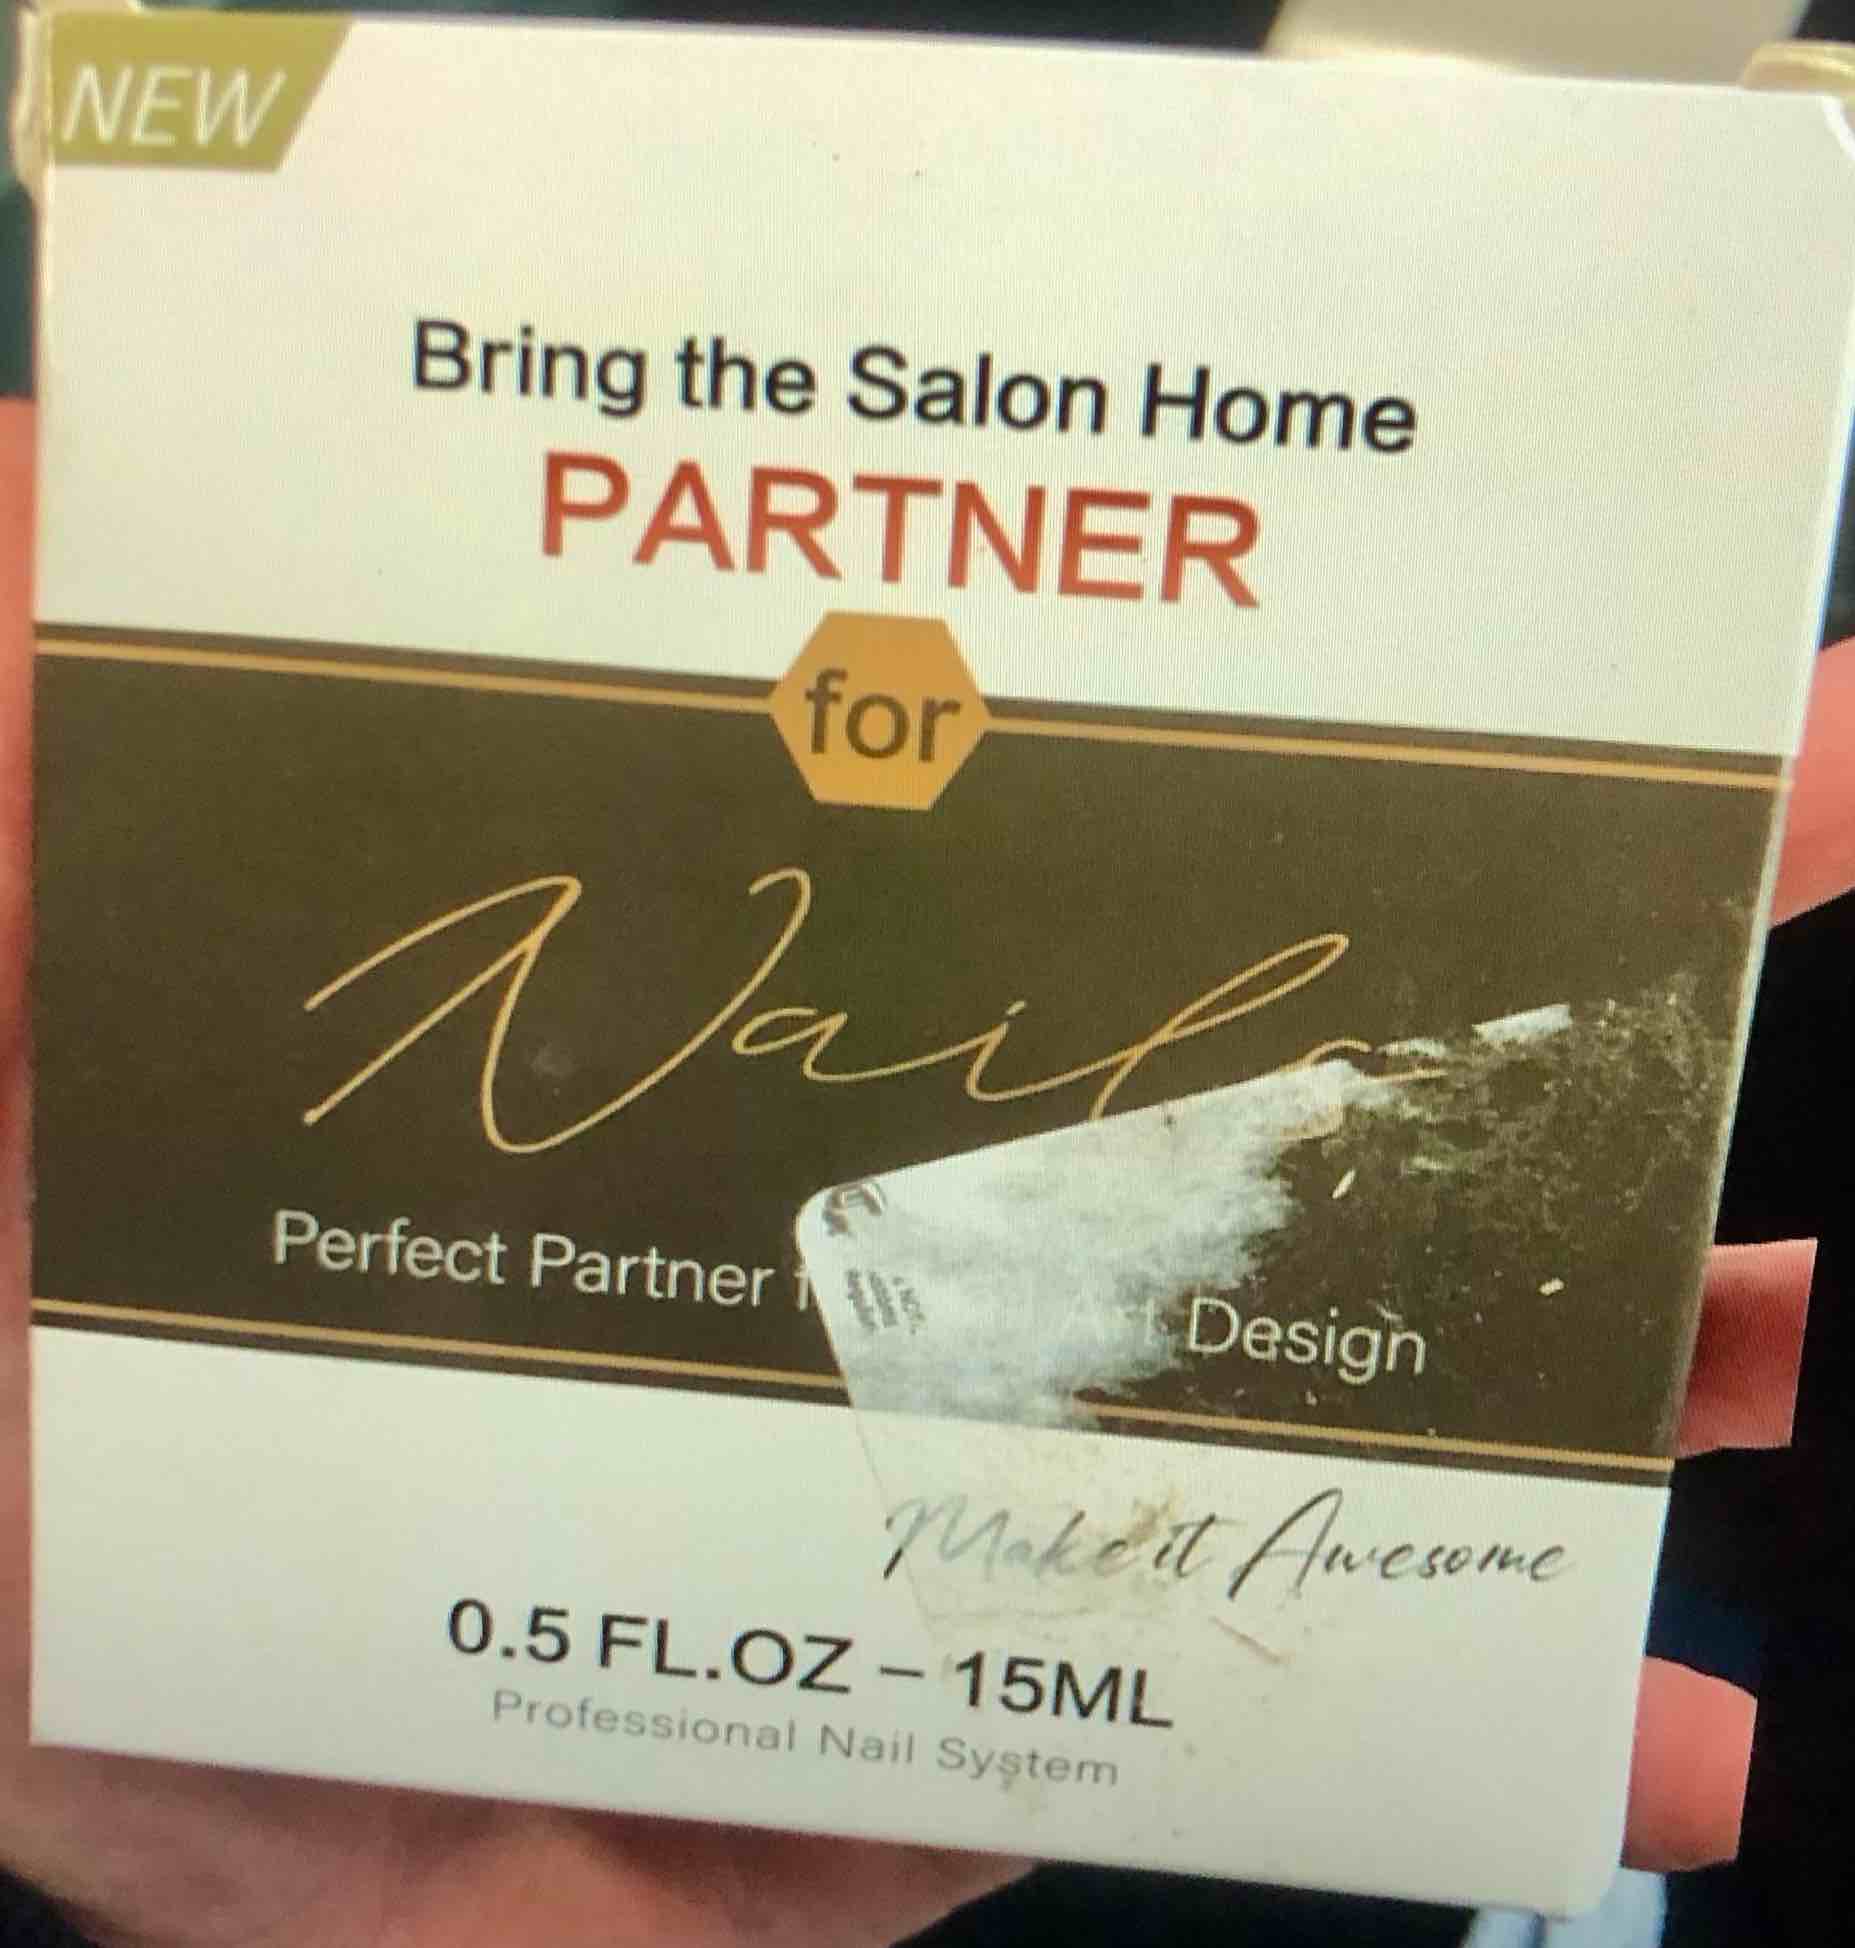 NEW
Bring the Salon Home
PARTNER
for
Nails
Perfect Partner Design
Make it Awesome
0.5 FL.OZ – 15ML
Professional Nail System